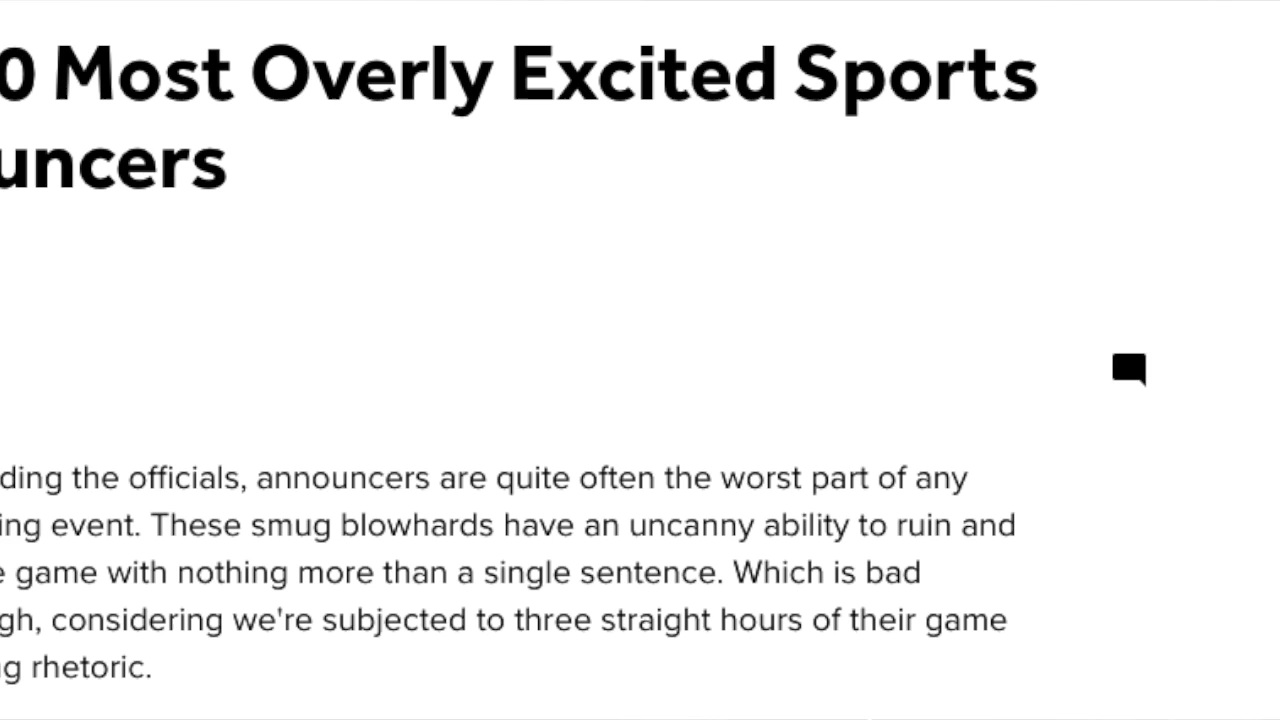 0 Most Overly Excited Sports
uncers
ding the officials, announcers are quite often the worst part of any
ing event. These smug blowhards have an uncanny ability to ruin and
e game with nothing more than a single sentence. Which is bad
gh, considering we're subjected to three straight hours of their game
g rhetoric.